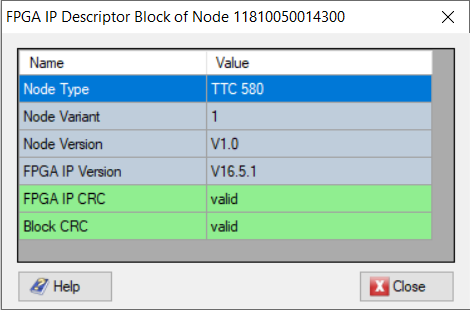 FPGA IP Descriptor Block of Node 11810050014300
Name Value
Node Type TTC 580
Node Variant 1
Node Version V1.0
FPGA IP Version V16.5.1
FPGA IP CRC valid
Block CRC valid
Help Close